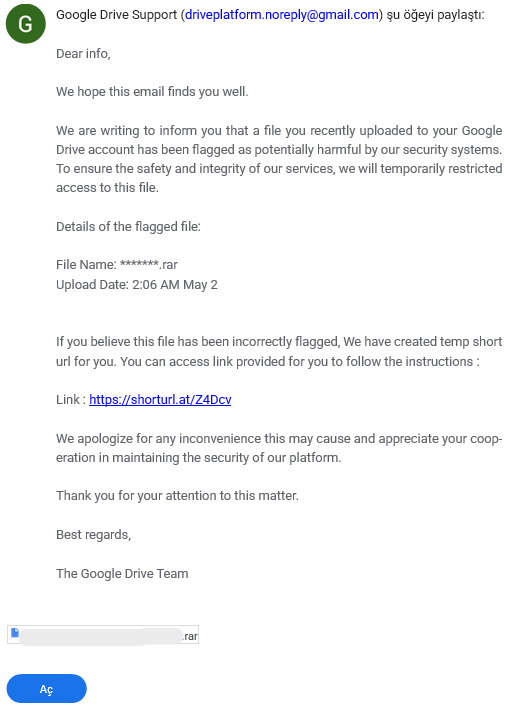 G
Google Drive Support (driveplatform.noreply@gmail.com) şu öğeyi paylaştı:
Dear info,
We hope this email finds you well.
We are writing to inform you that a file you recently uploaded to your Google
Drive account has been flagged as potentially harmful by our security systems.
To ensure the safety and integrity of our services, we will temporarily restricted
access to this file.
Details of the flagged file:
File Name: *******.rar
Upload Date: 2:06 AM May 2
If you believe this file has been incorrectly flagged, We have created temp short
url for you. You can access link provided for you to follow the instructions :
Link : https://shorturl.at/Z4Dcv
We apologize for any inconvenience this may cause and appreciate your coop-
eration in maintaining the security of our platform.
Thank you for your attention to this matter.
Best regards,
The Google Drive Team
.rar
Aç